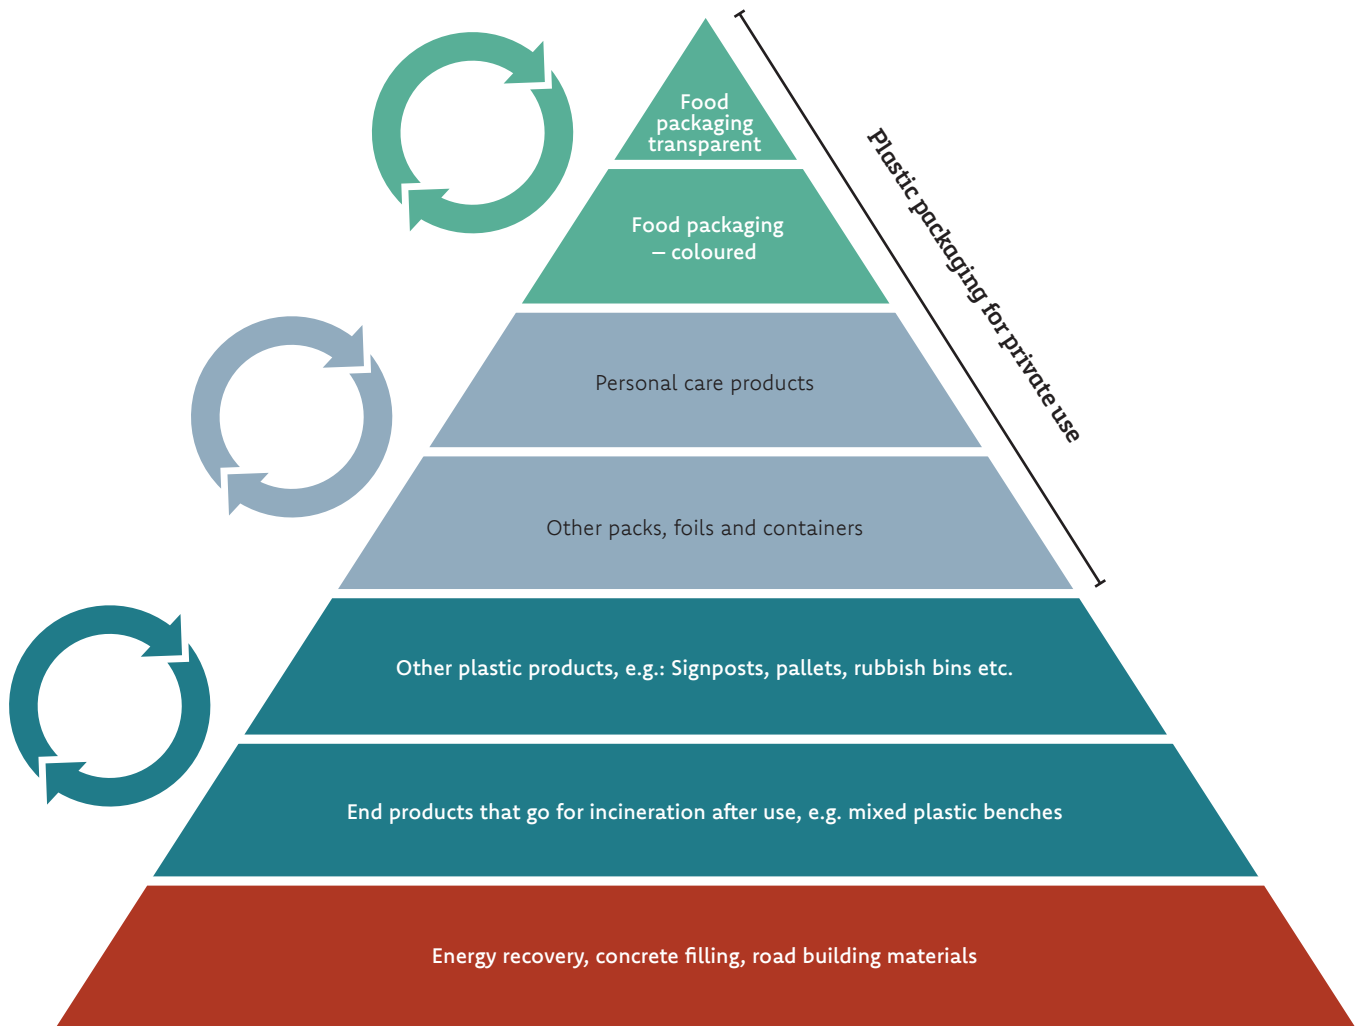 Food
packaging
transparent
Food packaging
– coloured
Plastic packaging for private use
Personal care products
Other packs, foils and containers
Other plastic products, e.g.: Signposts, pallets, rubbish bins etc.
End products that go for incineration after use, e.g. mixed plastic benches
Energy recovery, concrete filling, road building materials